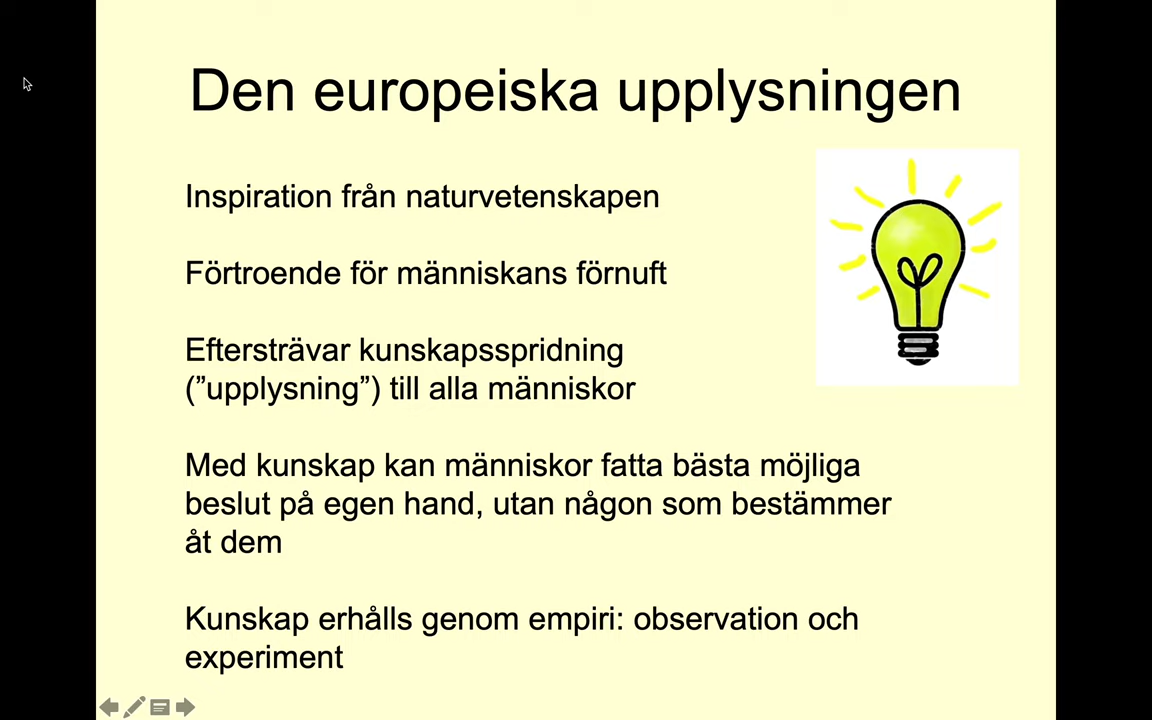 Den europeiska upplysningen
Inspiration från naturvetenskapen
Förtroende för människans förnuft
Eftersträvar kunskapsspridning
(”upplysning”) till alla människor
Med kunskap kan människor fatta bästa möjliga
beslut på egen hand, utan någon som bestämmer
åt dem
Kunskap erhålls genom empiri: observation och
experiment